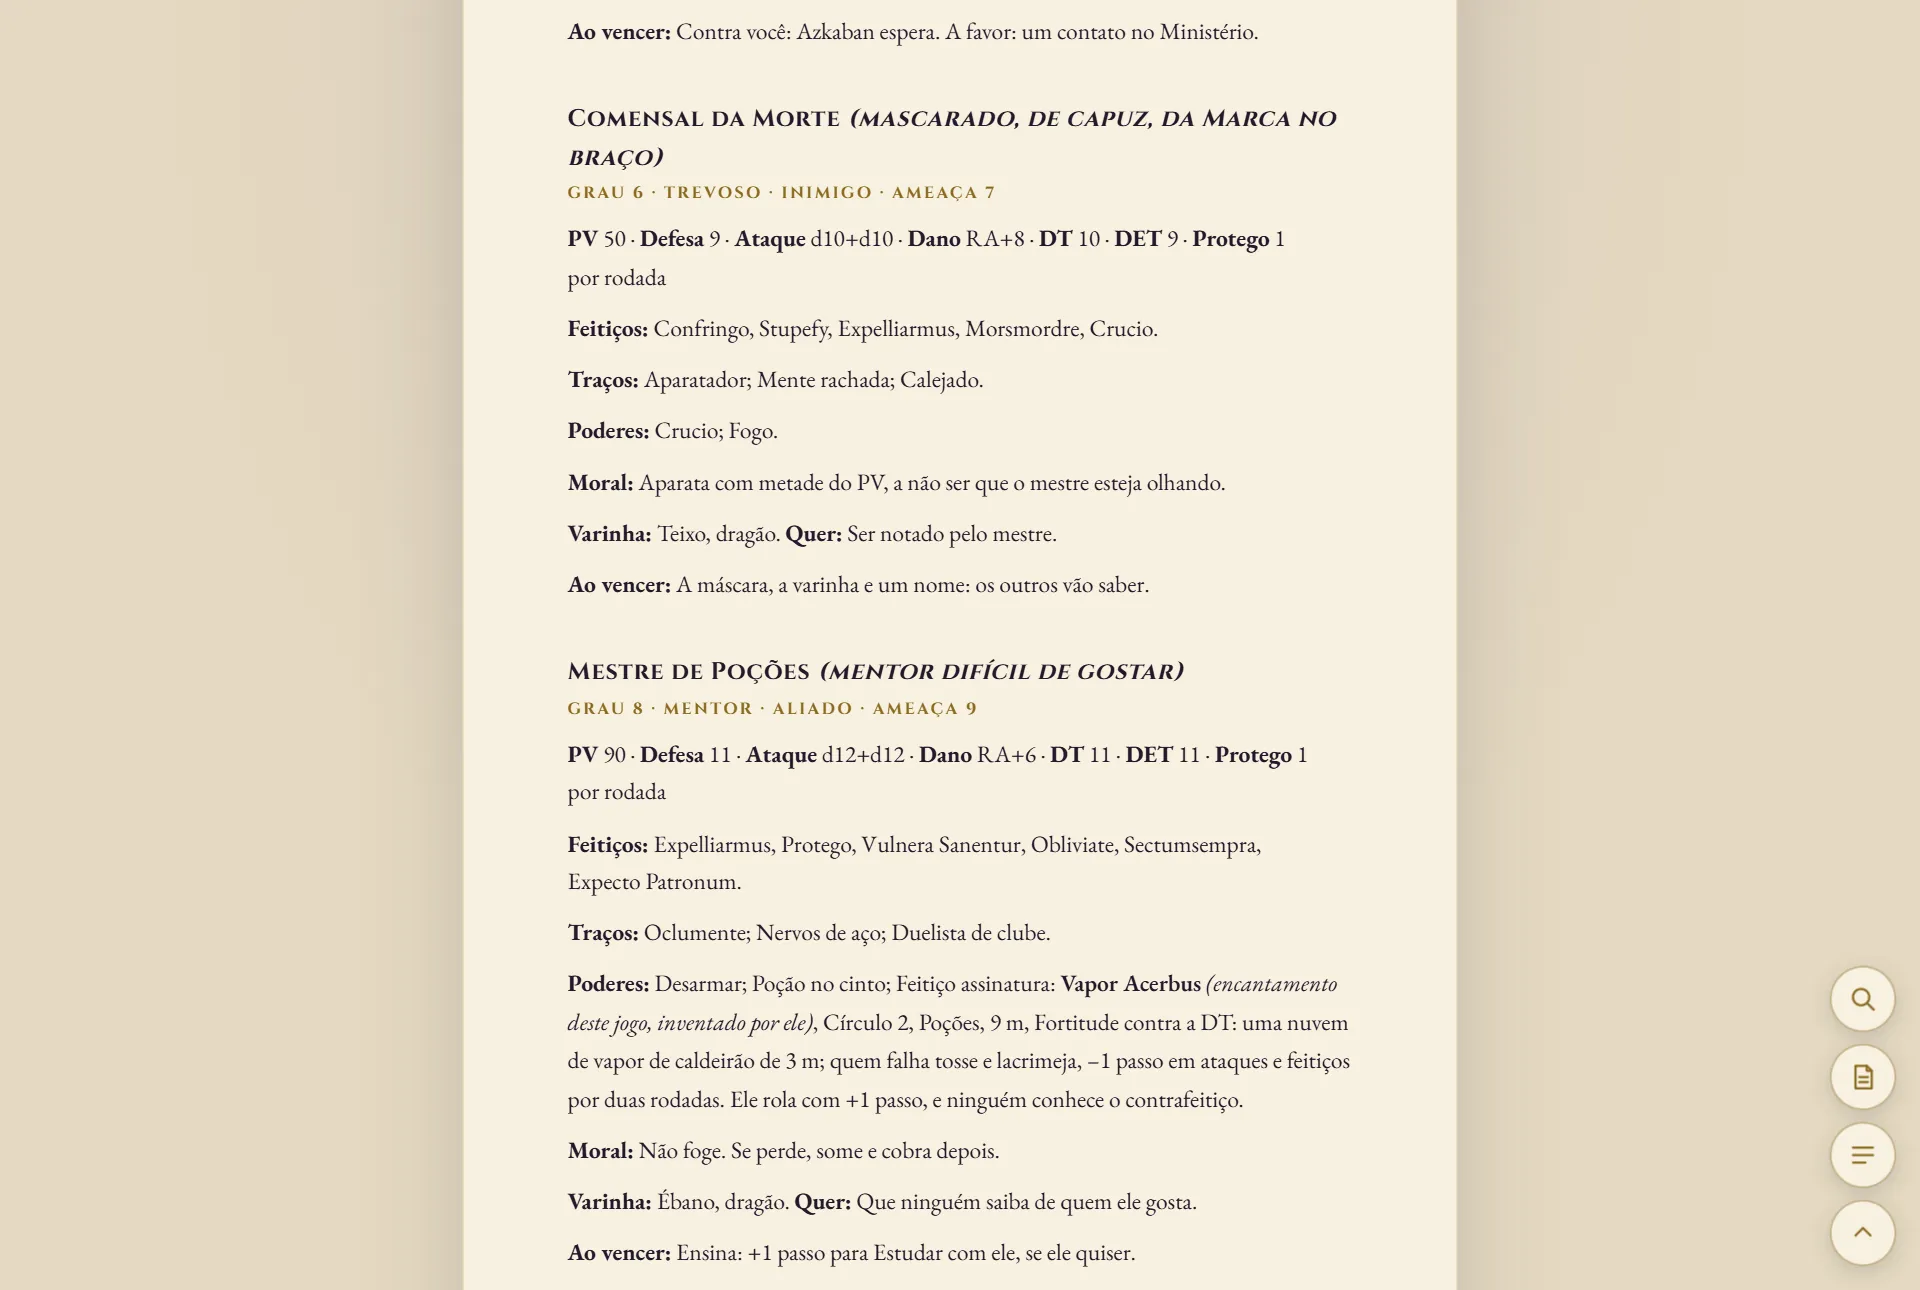 Ao vencer: Contra você: Azkaban espera. A favor: um contato no Ministério.
Comensal da Morte (mascarado, de capuz, da Marca no
braço)
GRAU 6 · TREVOSO · INIMIGO · AMEAÇA 7
PV 50 · Defesa 9 · Ataque d10+d10 · Dano RA+8 · DT 10 · DET 9 · Protego 1
por rodada
Feitiços: Confringo, Stupefy, Expelliarmus, Morsmordre, Crucio.
Traços: Aparatador; Mente rachada; Calejado.
Poderes: Crucio; Fogo.
Moral: Aparata com metade do PV, a não ser que o mestre esteja olhando.
Varinha: Teixo, dragão. Quer: Ser notado pelo mestre.
Ao vencer: A máscara, a varinha e um nome: os outros vão saber.
Mestre de Poções (mentor difícil de gostar)
GRAU 8 · MENTOR · ALIADO · AMEAÇA 9
PV 90 · Defesa 11 · Ataque d12+d12 · Dano RA+6 · DT 11 · DET 11 · Protego 1
por rodada
Feitiços: Expelliarmus, Protego, Vulnera Sanentur, Obliviate, Sectumsempra,
Expecto Patronum.
Traços: Oclumente; Nervos de aço; Duelista de clube.
Poderes: Desarmar; Poção no cinto; Feitiço assinatura: Vapor Acerbus (encantamento
deste jogo, inventado por ele), Círculo 2, Poções, 9 m, Fortitude contra a DT: uma nuvem
de vapor de caldeirão de 3 m; quem falha tosse e lacrimeja, –1 passo em ataques e feitiços
por duas rodadas. Ele rola com +1 passo, e ninguém conhece o contrafeitiço.
Moral: Não foge. Se perde, some e cobra depois.
Varinha: Ébano, dragão. Quer: Que ninguém saiba de quem ele gosta.
Ao vencer: Ensina: +1 passo para Estudar com ele, se ele quiser.